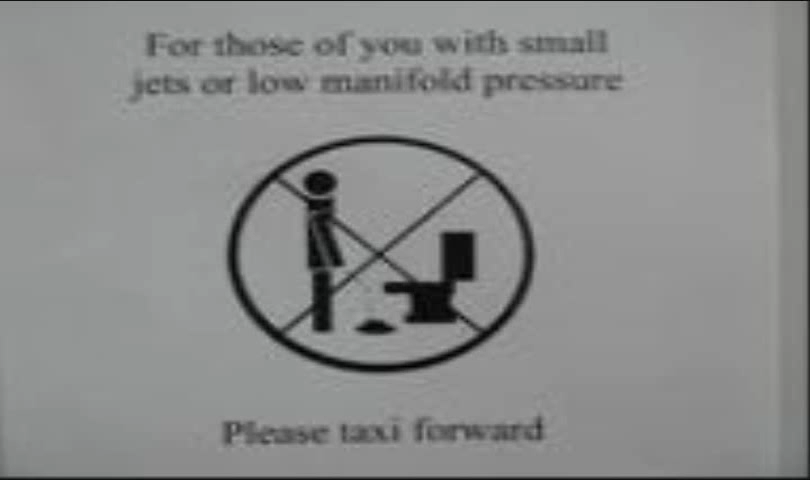 For those of you with small
jets or low manifold pressure
Please taxi forward